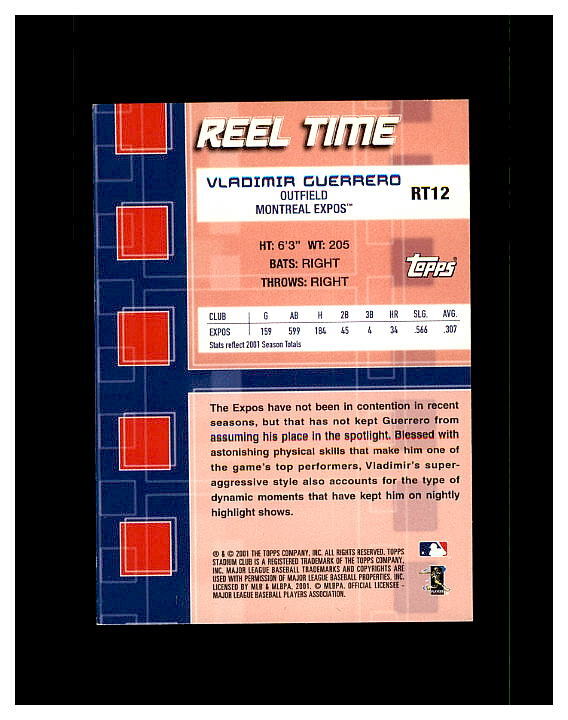 REEL TIME
VLADIMIR GUERRERO
OUTFIELD
MONTREAL EXPOS™
RT12
HT: 6'3" WT: 205
BATS: RIGHT
THROWS: RIGHT
Topps
CLUB G AB H 2B 3B HR SLG. AVG.
EXPOS 159 599 184 45 4 34 .566 .307
Stats reflect 2001 Season Totals
The Expos have not been in contention in recent
seasons, but that has not kept Guerrero from
assuming his place in the spotlight. Blessed with
astonishing physical skills that make him one of
the game's top performers, Vladimir's super-
aggressive style also accounts for the type of
dynamic moments that have kept him on nightly
highlight shows.
® & © 2001 THE TOPPS COMPANY, INC. ALL RIGHTS RESERVED. TOPPS
STADIUM CLUB IS A REGISTERED TRADEMARK OF THE TOPPS COMPANY,
INC. MAJOR LEAGUE BASEBALL TRADEMARKS AND COPYRIGHTS ARE
USED WITH PERMISSION OF MAJOR LEAGUE BASEBALL PROPERTIES, INC.
LICENSED BY MLB & MLBPA. 2001. © MLBPA. OFFICIAL LICENSEE -
MAJOR LEAGUE BASEBALL PLAYERS ASSOCIATION.